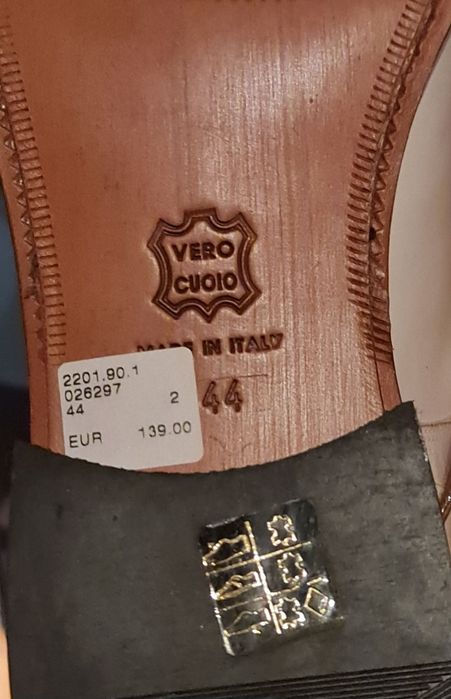 VERO
CUOIO
MADE IN ITALY
44
2201.90.1
026297
44 2
EUR 139.00